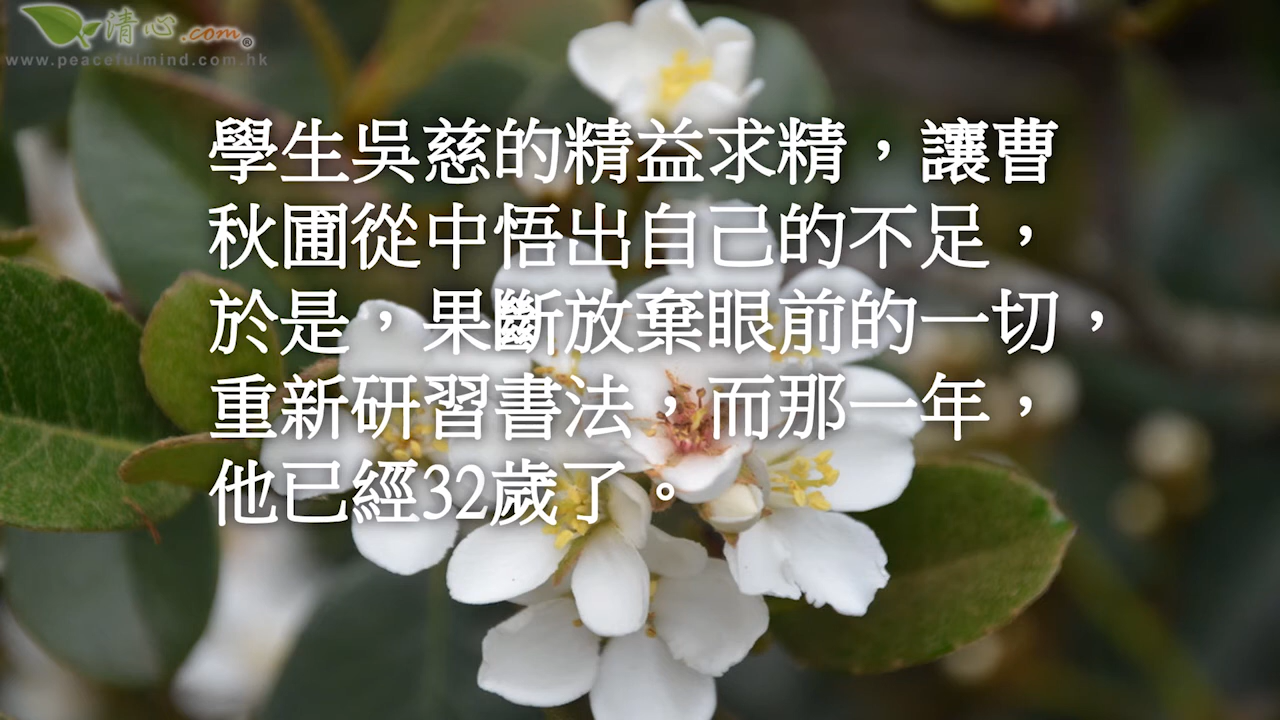 清心.com®
www.peacefulmind.com.hk
學生吳慈的精益求精，讓曹
秋圃從中悟出自己的不足，
於是，果斷放棄眼前的一切，
重新研習書法，而那一年，
他已經32歲了。